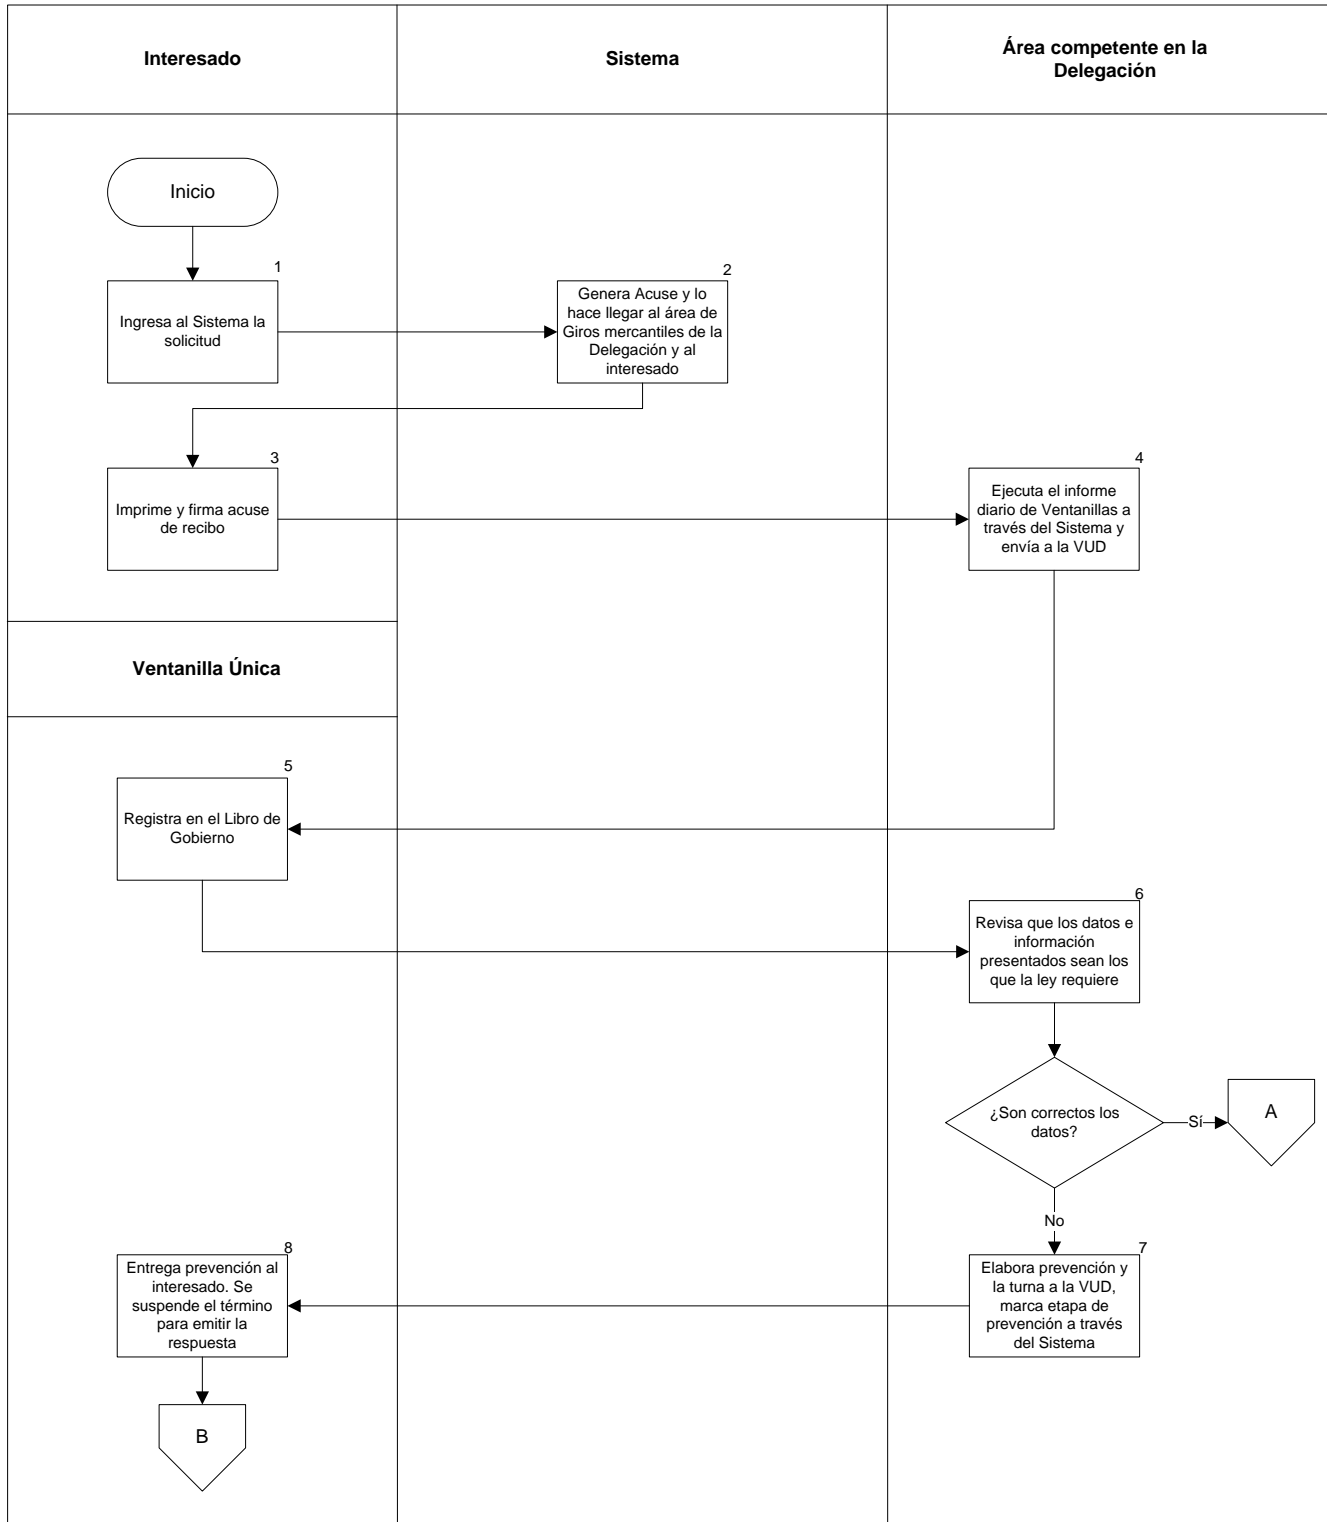 Interesado
Sistema
Área competente en la
Delegación
Inicio
1
Ingresa al Sistema la
solicitud
2
Genera Acuse y lo
hace llegar al área de
Giros mercantiles de la
Delegación y al
interesado
3
Imprime y firma acuse
de recibo
4
Ejecuta el informe
diario de Ventanillas a
través del Sistema y
envía a la VUD
Ventanilla Única
5
Registra en el Libro de
Gobierno
6
Revisa que los datos e
información
presentados sean los
que la ley requiere
¿Son correctos los
datos?
Sí
A
No
7
Elabora prevención y
la turna a la VUD,
marca etapa de
prevención a través
del Sistema
8
Entrega prevención al
interesado. Se
suspende el término
para emitir la
respuesta
B